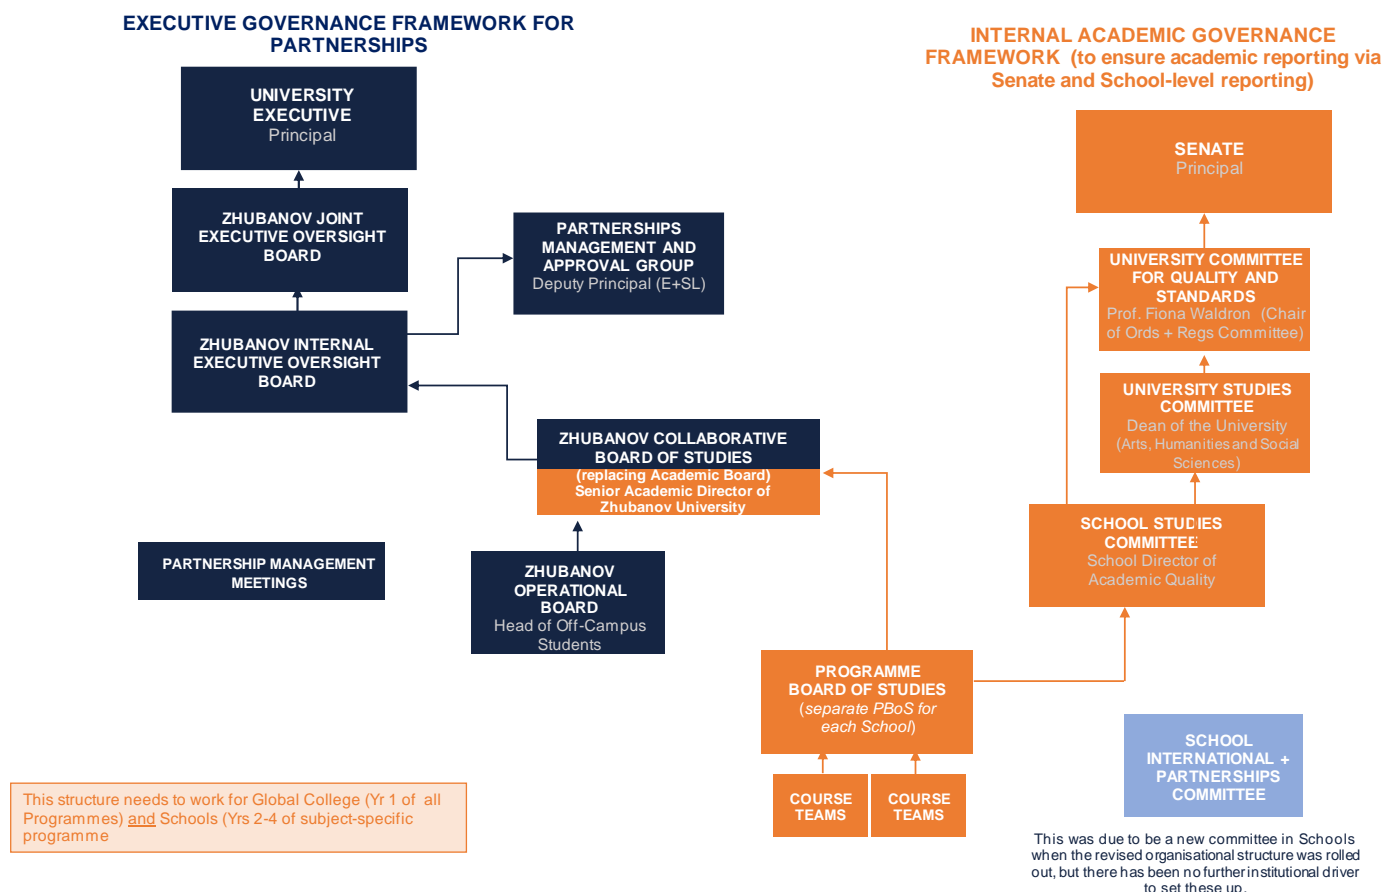 EXECUTIVE GOVERNANCE FRAMEWORK FOR
PARTNERSHIPS
UNIVERSITY
EXECUTIVE
Principal
ZHUBANOV JOINT
EXECUTIVE OVERSIGHT
BOARD
PARTNERSHIPS
MANAGEMENT AND
APPROVAL GROUP
Deputy Principal (E+SL)
ZHUBANOV INTERNAL
EXECUTIVE OVERSIGHT
BOARD
ZHUBANOV COLLABORATIVE
BOARD OF STUDIES
(replacing Academic Board)
Senior Academic Director of
Zhubanov University
PARTNERSHIP MANAGEMENT
MEETINGS
ZHUBANOV
OPERATIONAL
BOARD
Head of Off-Campus
Students
INTERNAL ACADEMIC GOVERNANCE
FRAMEWORK (to ensure academic reporting via
Senate and School-level reporting)
SENATE
Principal
UNIVERSITY COMMITTEE
FOR QUALITY AND
STANDARDS
Prof. Fiona Waldron (Chair
of Ords + Regs Committee)
UNIVERSITY STUDIES
COMMITTEE
Dean of the University
(Arts, Humanities and Social
Sciences)
SCHOOL STUDIES
COMMITTEE
School Director of
Academic Quality
PROGRAMME
BOARD OF STUDIES
(separate PBoS for
each School)
COURSE
TEAMS
COURSE
TEAMS
SCHOOL
INTERNATIONAL +
PARTNERSHIPS
COMMITTEE
This was due to be a new committee in Schools
when the revised organisational structure was rolled
out, but there has been no further institutional driver
to set these up.
This structure needs to work for Global College (Yr 1 of all
Programmes) and Schools (Yrs 2-4 of subject-specific
programme